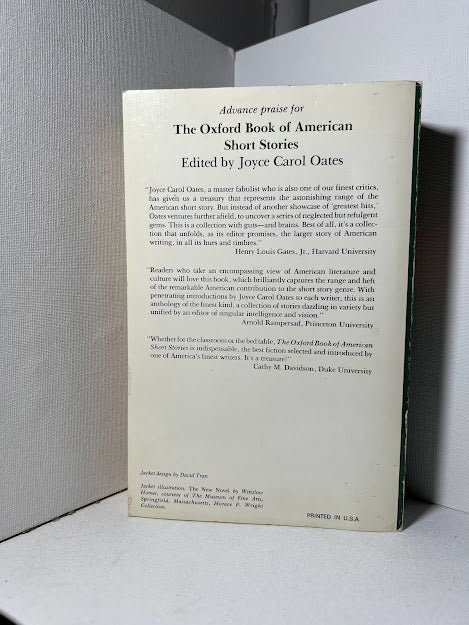 Advance praise for
The Oxford Book of American
Short Stories
Edited by Joyce Carol Oates
"Joyce Carol Oates, a master fabulist who is also one of our finest critics,
has given us a treasury that represents the astonishing range of the
American short story. But instead of another showcase of 'greatest hits,'
Oates ventures further afield, to uncover a series of neglected but refulgent
gems. This is a collection with guts—and brains. Best of all, it's a collec-
tion that unfolds, as its editor promises, the larger story of American
writing, in all its hurts and timbres."
Henry Louis Gates, Jr., Harvard University
"Readers who take an encompassing view of American literature and
culture will love this book, which brilliantly captures the range and heft
of the remarkable American contribution to the short story genre. With
penetrating introductions by Joyce Carol Oates to each writer, this is an
anthology of the finest kind, a collection of stories dazzling in variety but
unified by an editor of singular intelligence and vision."
Arnold Rampersad, Princeton University
"Whether for the classroom or the bed table, The Oxford Book of American
Short Stories is indispensable, the best fiction selected and introduced by
one of America's finest writers. It's a treasure!"
Cathy M. Davidson, Duke University
Jacket design by David Tran
Jacket illustration: The New Novel by Winslow
Homer, courtesy of The Museum of Fine Arts,
Springfield, Massachusetts, Horace P. Wright
Collection.
PRINTED IN U.S.A.